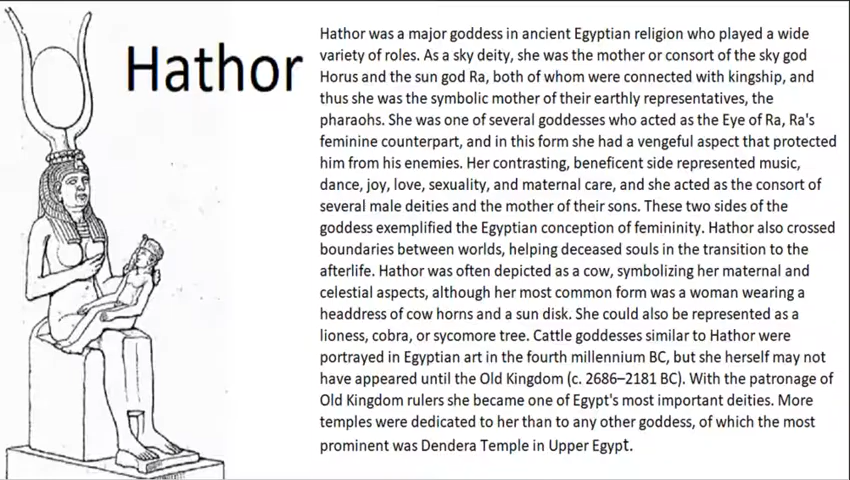 Hathor
Hathor was a major goddess in ancient Egyptian religion who played a wide
variety of roles. As a sky deity, she was the mother or consort of the sky god
Horus and the sun god Ra, both of whom were connected with kingship, and
thus she was the symbolic mother of their earthly representatives, the
pharaohs. She was one of several goddesses who acted as the Eye of Ra, Ra's
feminine counterpart, and in this form she had a vengeful aspect that protected
him from his enemies. Her contrasting, beneficent side represented music,
dance, joy, love, sexuality, and maternal care, and she acted as the consort of
several male deities and the mother of their sons. These two sides of the
goddess exemplified the Egyptian conception of femininity. Hathor also crossed
boundaries between worlds, helping deceased souls in the transition to the
afterlife. Hathor was often depicted as a cow, symbolizing her maternal and
celestial aspects, although her most common form was a woman wearing a
headdress of cow horns and a sun disk. She could also be represented as a
lioness, cobra, or sycomore tree. Cattle goddesses similar to Hathor were
portrayed in Egyptian art in the fourth millennium BC, but she herself may not
have appeared until the Old Kingdom (c. 2686–2181 BC). With the patronage of
Old Kingdom rulers she became one of Egypt's most important deities. More
temples were dedicated to her than to any other goddess, of which the most
prominent was Dendera Temple in Upper Egypt.